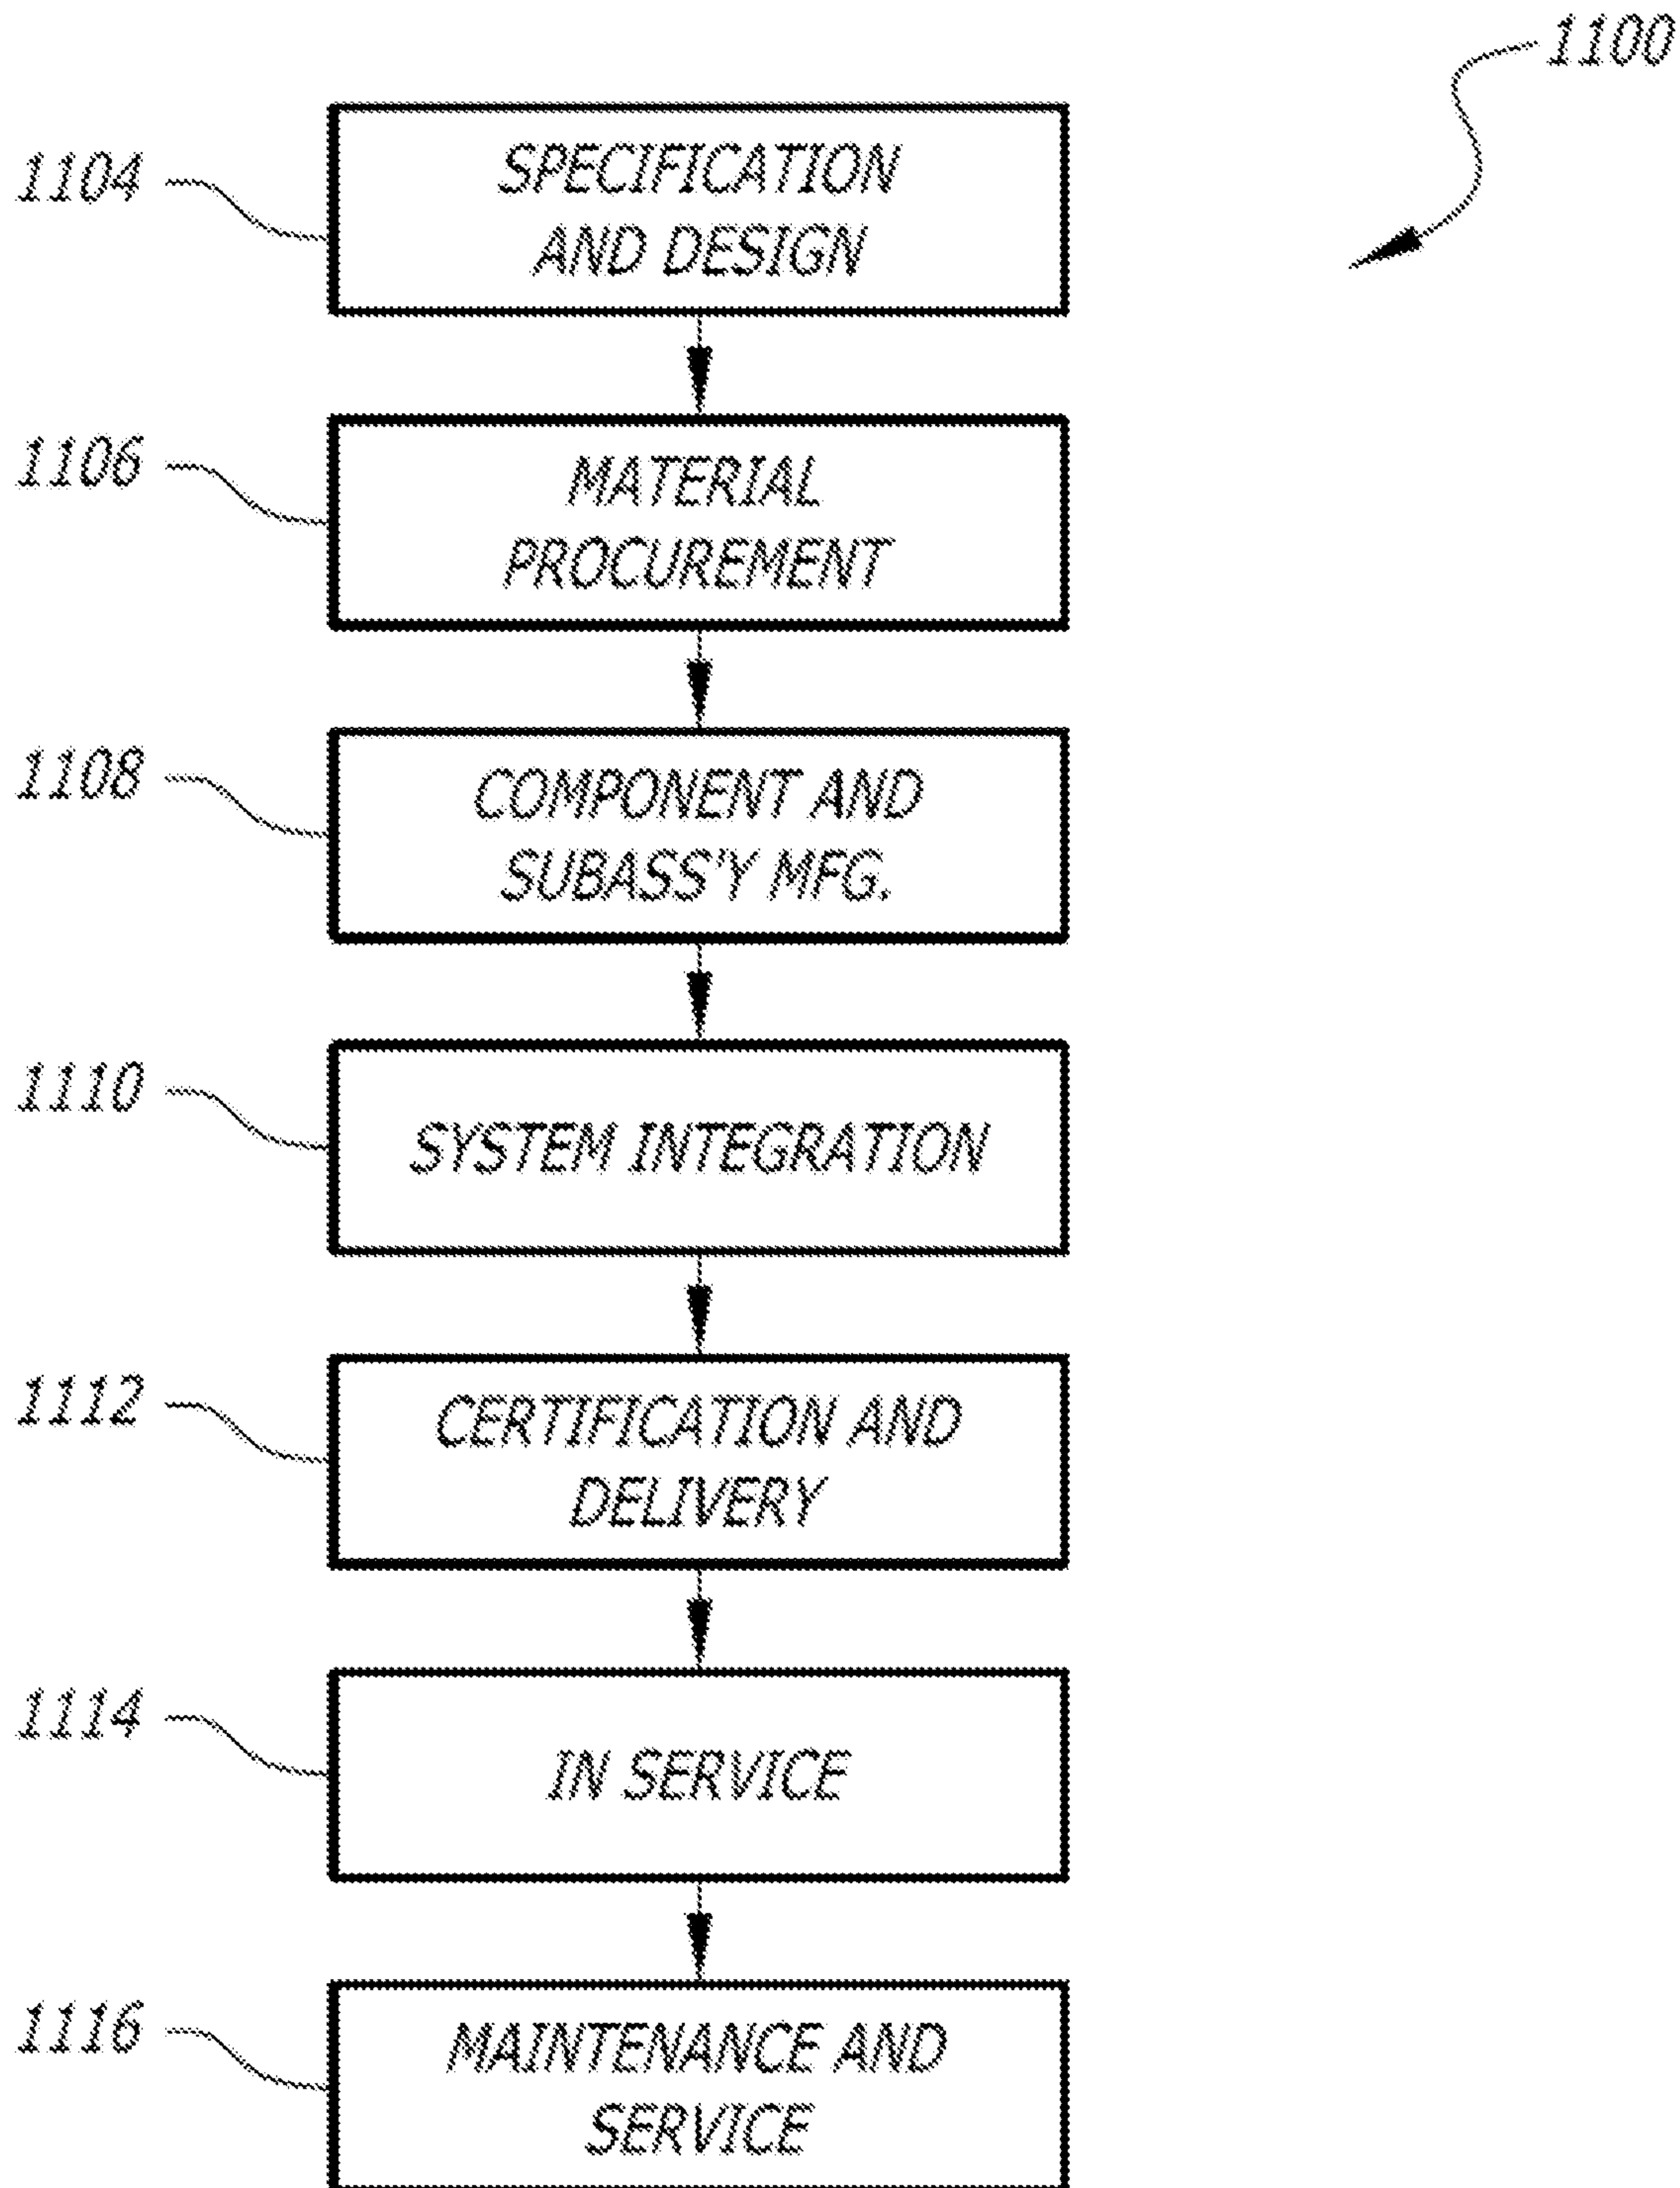 1100
1104
SPECIFICATION
AND DESIGN
1106
MATERIAL
PROCUREMENT
1108
COMPONENT AND
SUBASS'Y MFG.
1110
SYSTEM INTEGRATION
1112
CERTIFICATION AND
DELIVERY
1114
IN SERVICE
1116
MAINTENANCE AND
SERVICE